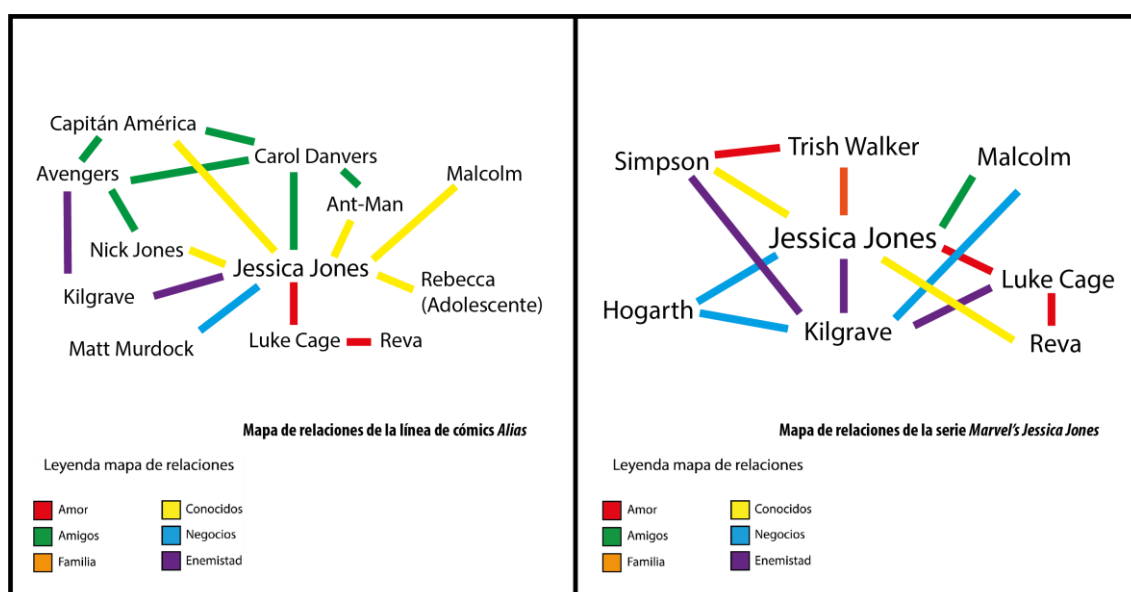 Capitán América
Carol Danvers
Avengers
Malcolm
Ant-Man
Nick Jones
Jessica Jones
Rebecca
(Adolescente)
Kilgrave
Matt Murdock
Luke Cage
Reva
Mapa de relaciones de la línea de cómics Alias
Leyenda mapa de relaciones
Amor
Conocidos
Amigos
Negocios
Familia
Enemistad
Trish Walker
Simpson
Malcolm
Jessica Jones
Luke Cage
Hogarth
Kilgrave
Reva
Mapa de relaciones de la serie Marvel's Jessica Jones
Leyenda mapa de relaciones
Amor
Conocidos
Amigos
Negocios
Familia
Enemistad